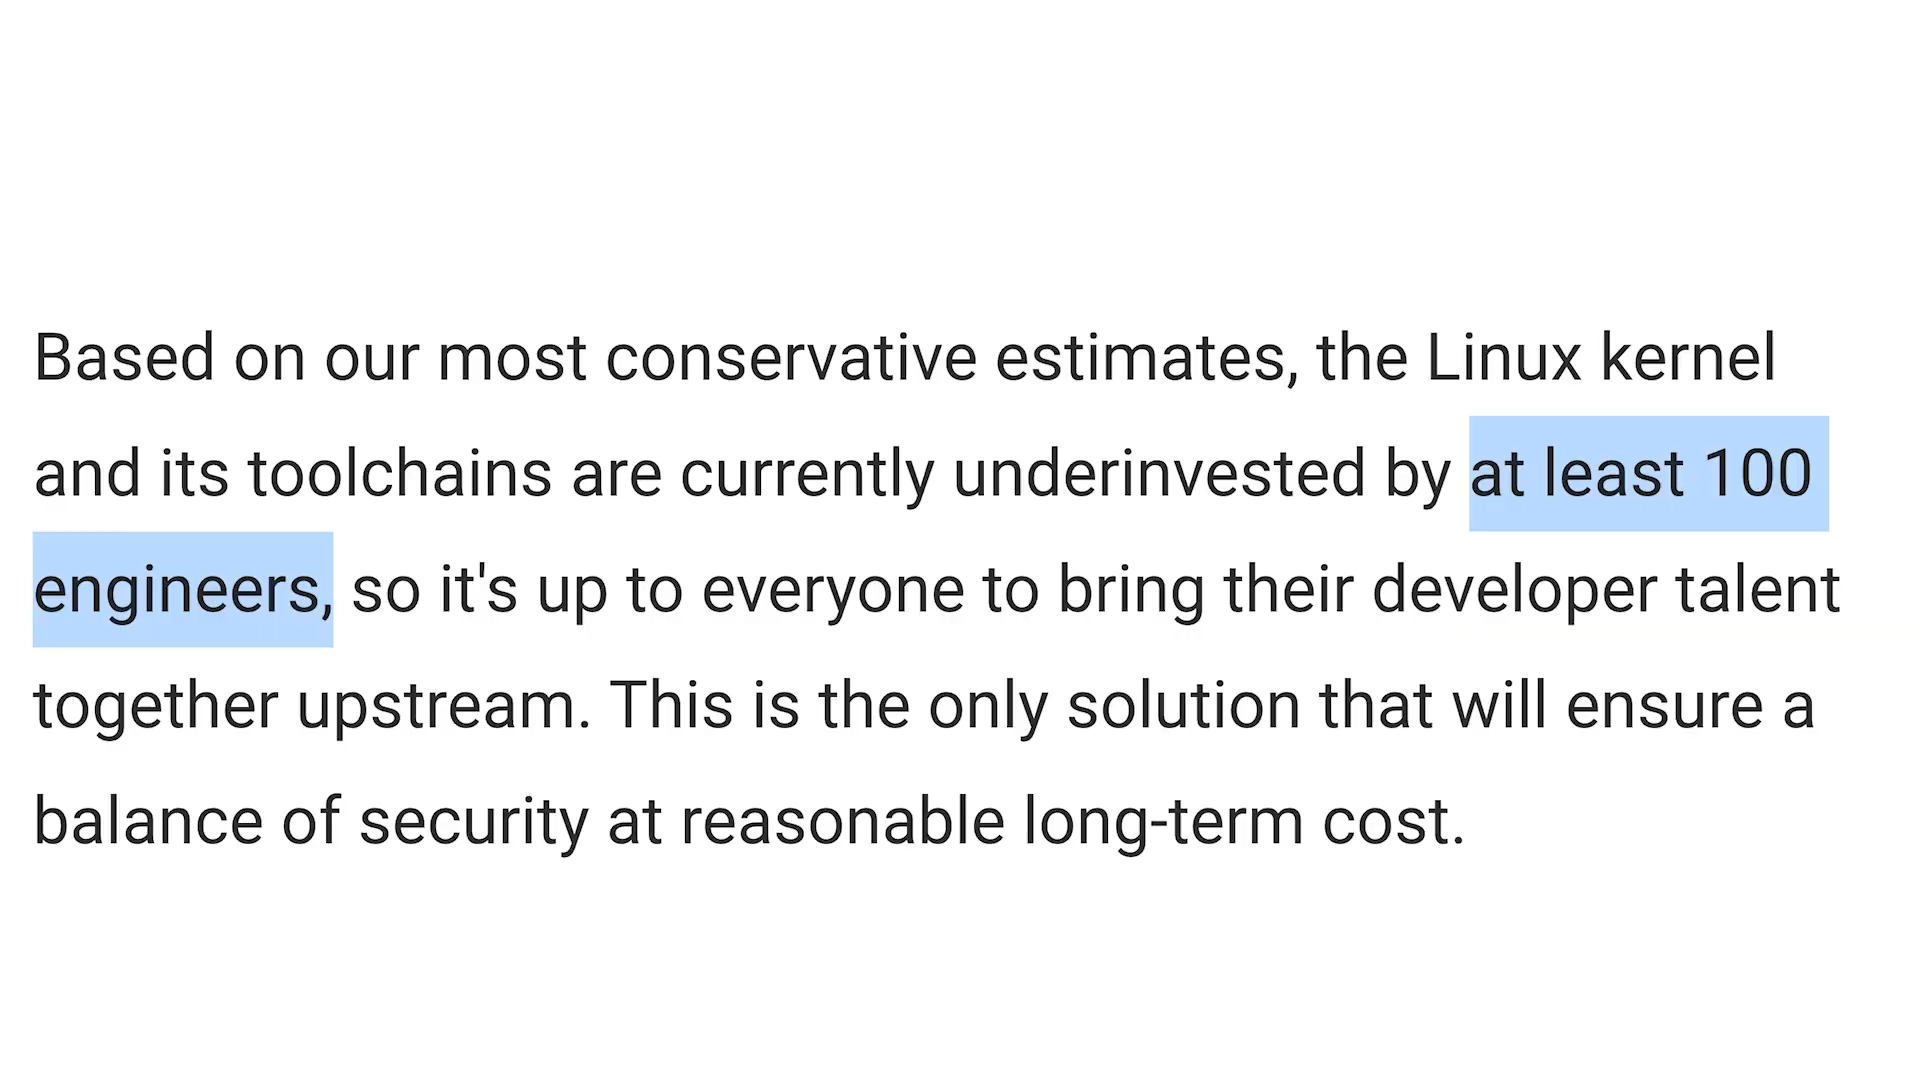 Based on our most conservative estimates, the Linux kernel
and its toolchains are currently underinvested by at least 100
engineers, so it's up to everyone to bring their developer talent
together upstream. This is the only solution that will ensure a
balance of security at reasonable long-term cost.